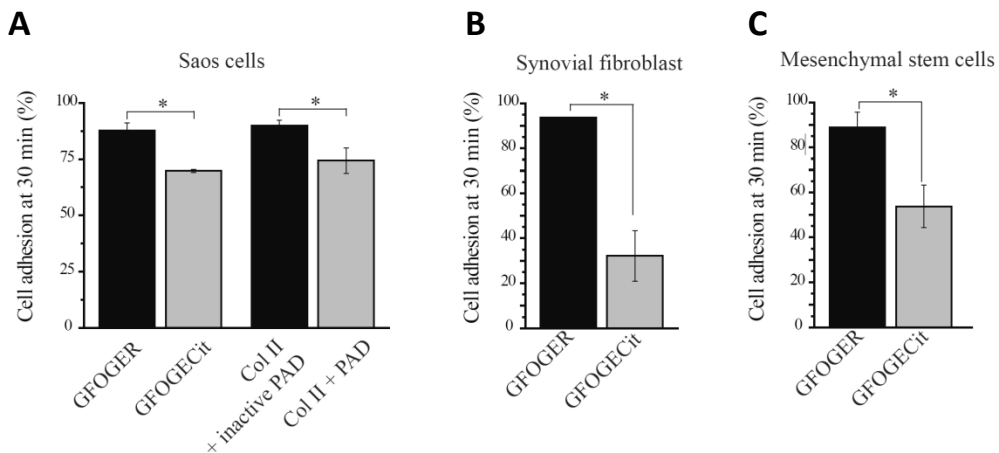 A
Saos cells
Cell adhesion at 30 min (%)
100
75
50
25
0
*
*
GFOGER
GFOGECit
Col II
+ inactive PAD
Col II + PAD
B
Synovial fibroblast
Cell adhesion at 30 min (%)
100
80
60
40
20
0
*
GFOGER
GFOGECit
C
Mesenchymal stem cells
Cell adhesion at 30 min (%)
100
80
60
40
20
0
*
GFOGER
GFOGECit